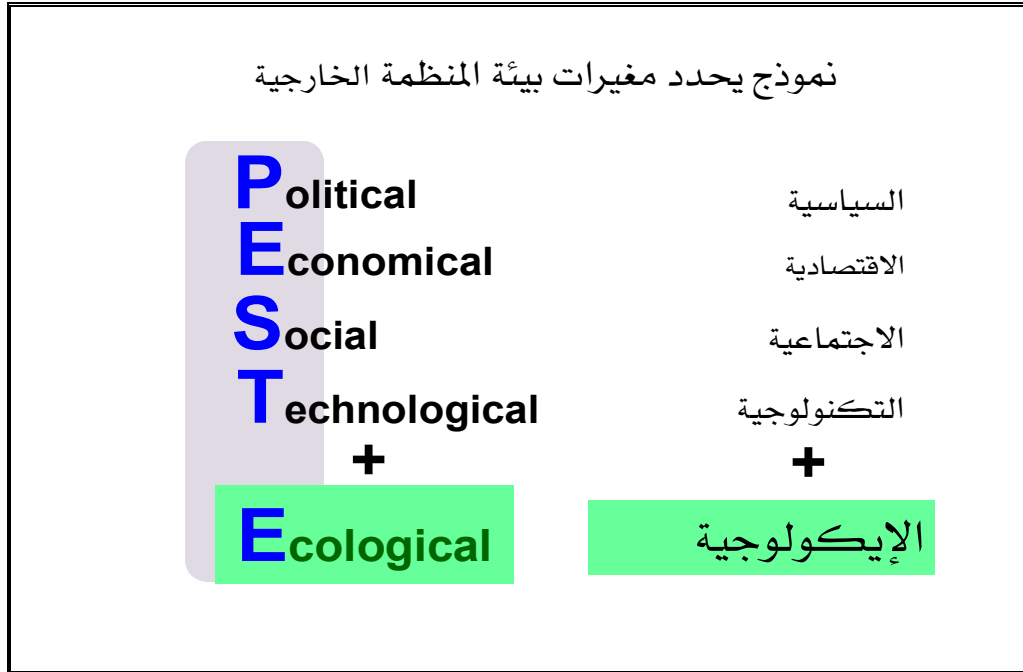 نموذج يحدد مغيرات بيئة المنظمة الخارجية
Political السياسية
Economical الاقتصادية
Social الاجتماعية
Technological التكنولوجية
+ +
Ecological الإيكولوجية